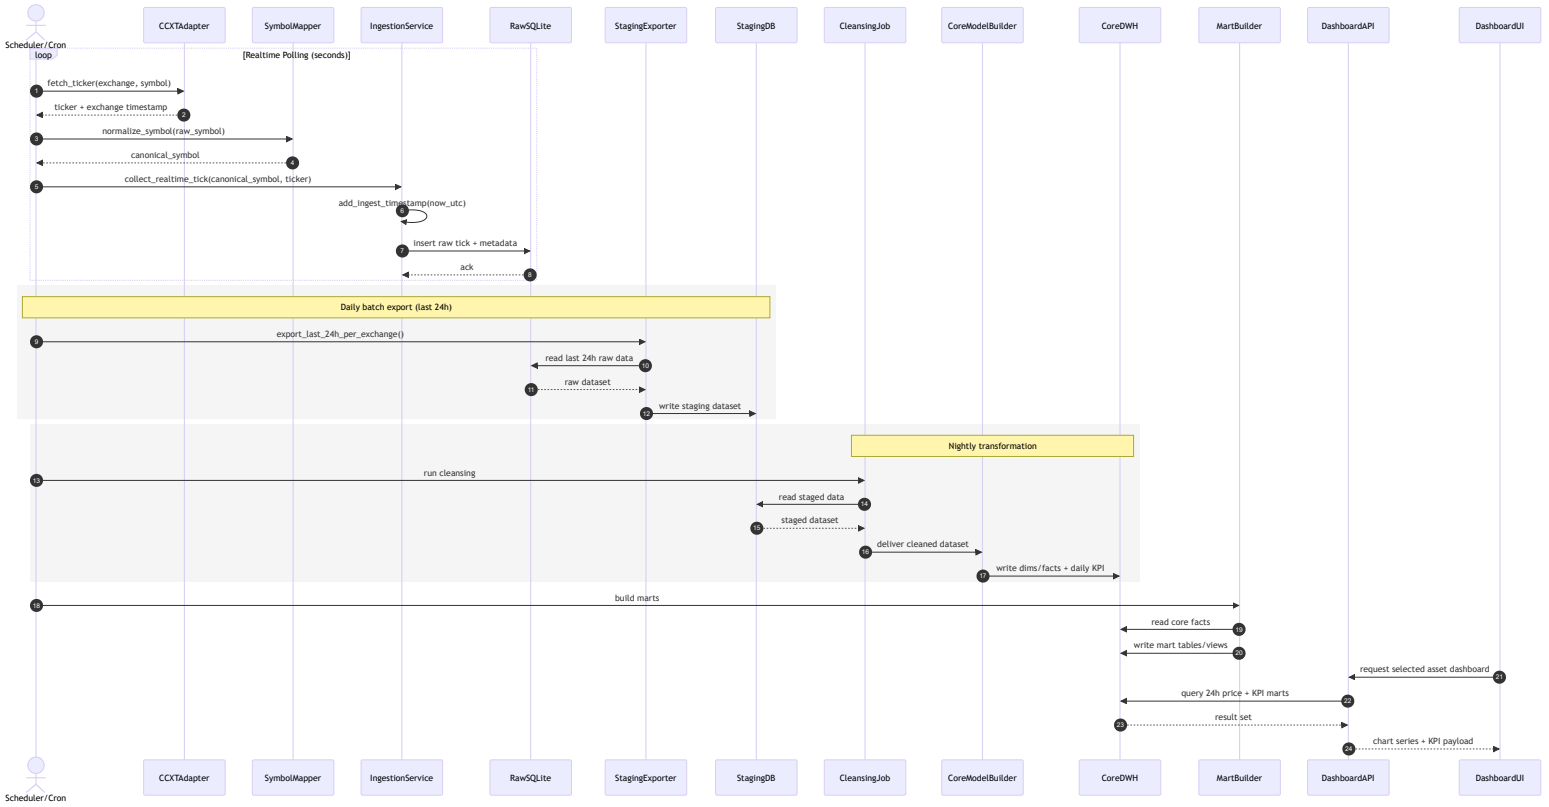 Scheduler/Cron
CCXTAdapter
SymbolMapper
IngestionService
RawSQLite
StagingExporter
StagingDB
CleansingJob
CoreModelBuilder
CoreDWH
MartBuilder
DashboardAPI
DashboardUI
loop
[Realtime Polling (seconds)]
1
fetch_ticker(exchange, symbol)
ticker + exchange timestamp
2
3
normalize_symbol(raw_symbol)
canonical_symbol
4
5
collect_realtime_tick(canonical_symbol, ticker)
add_ingest_timestamp(now_utc)
6
7
insert raw tick + metadata
ack
8
Daily batch export (last 24h)
9
export_last_24h_per_exchange()
read last 24h raw data
10
11
raw dataset
12
write staging dataset
Nightly transformation
13
run cleansing
read staged data
14
15
staged dataset
16
deliver cleaned dataset
17
write dims/facts + daily KPI
18
build marts
read core facts
19
write mart tables/views
20
request selected asset dashboard
21
query 24h price + KPI marts
22
23
result set
24
chart series + KPI payload
Scheduler/Cron
CCXTAdapter
SymbolMapper
IngestionService
RawSQLite
StagingExporter
StagingDB
CleansingJob
CoreModelBuilder
CoreDWH
MartBuilder
DashboardAPI
DashboardUI